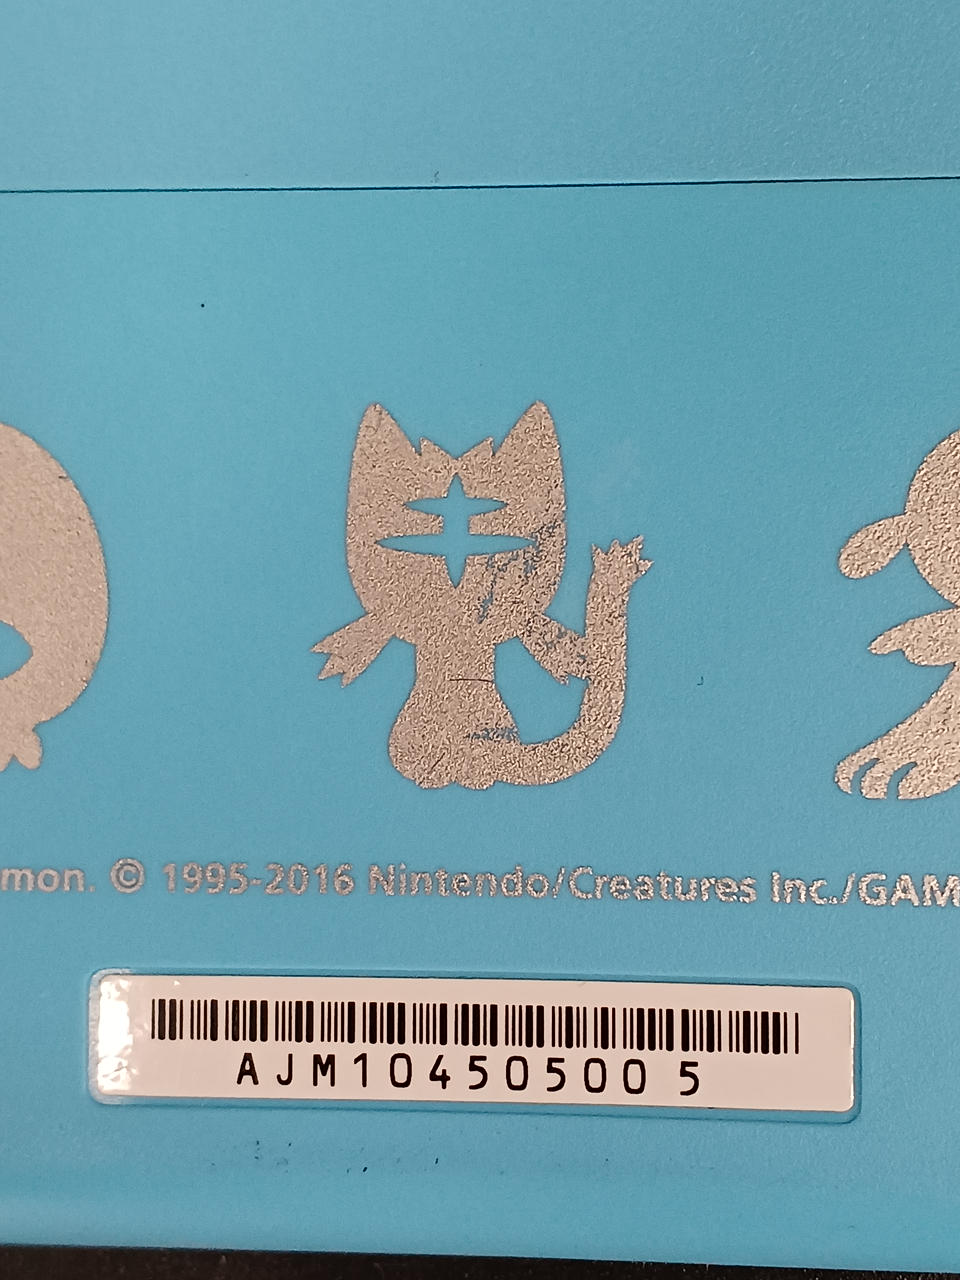 mon. © 1995-2016 Nintendo/Creatures Inc./GAM
AJM10450500 5